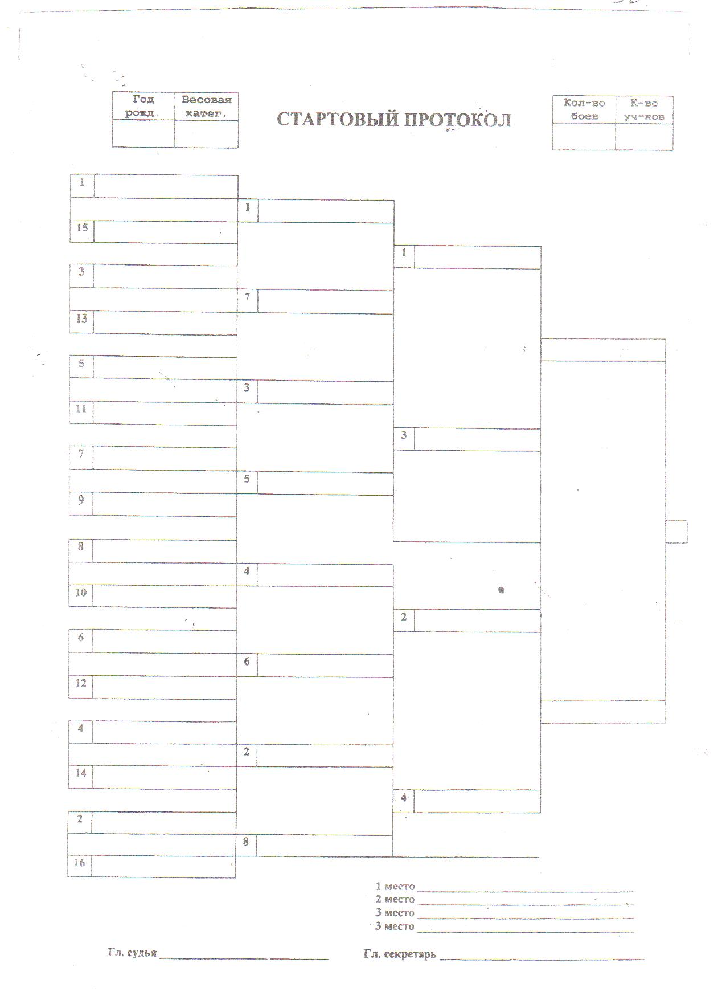 Год рожд.
Весовая катег.
СТАРТОВЫЙ ПРОТОКОЛ
Кол-во боев
К-во уч-ков
1
1
15
1
3
7
13
5
3
11
3
7
5
9
8
4
10
2
6
6
12
4
2
14
4
2
8
16
1 место
2 место
3 место
3 место
Гл. судья
Гл. секретарь